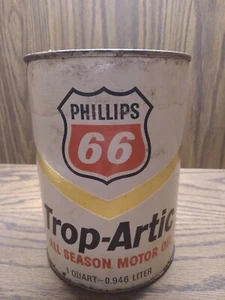 PHILLIPS
66
Trop-Artic
ALL SEASON MOTOR OIL
1 QUART-0.946 LITER